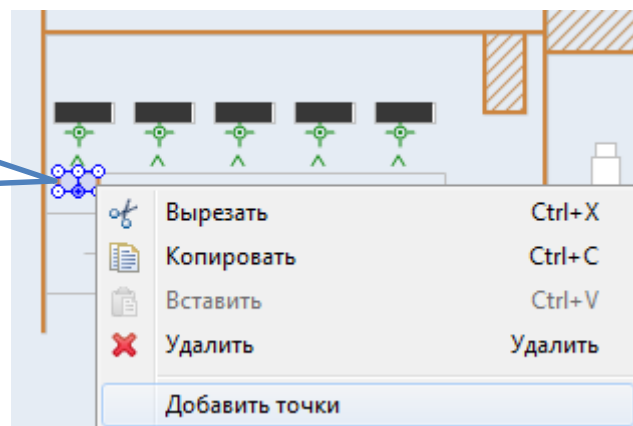 Вырезать Ctrl+X
Копировать Ctrl+C
Вставить Ctrl+V
Удалить Удалить
Добавить точки